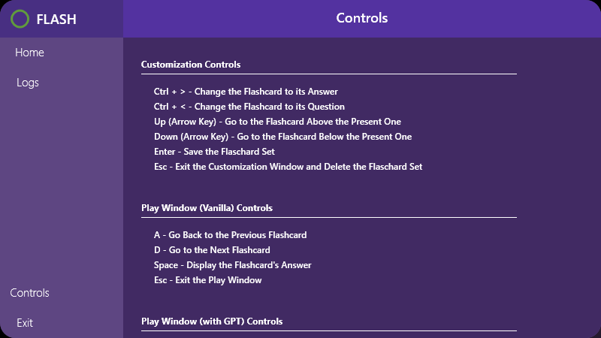 FLASH
Controls
Home
Logs
Controls
Exit
Customization Controls
Ctrl + > - Change the Flashcard to its Answer
Ctrl + < - Change the Flashcard to its Question
Up (Arrow Key) - Go to the Flashcard Above the Present One
Down (Arrow Key) - Go to the Flashcard Below the Present One
Enter - Save the Flaschard Set
Esc - Exit the Customization Window and Delete the Flaschard Set
Play Window (Vanilla) Controls
A - Go Back to the Previous Flashcard
D - Go to the Next Flashcard
Space - Display the Flashcard's Answer
Esc - Exit the Play Window
Play Window (with GPT) Controls